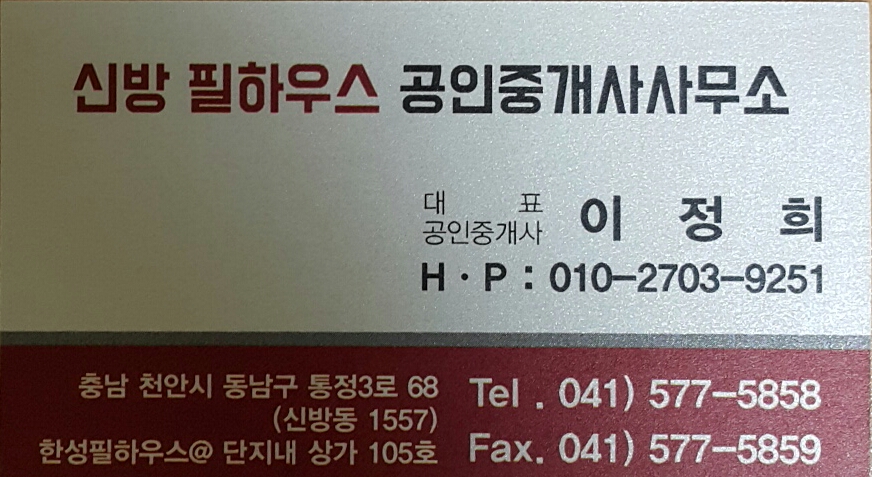 신방 필하우스 공인중개사사무소
대 표
공인중개사 이 정 희
H·P : 010-2703-9251
충남 천안시 동남구 통정3로 68
(신방동 1557)
한성필하우스@ 단지내 상가 105호
Tel . 041) 577-5858
Fax. 041) 577-5859